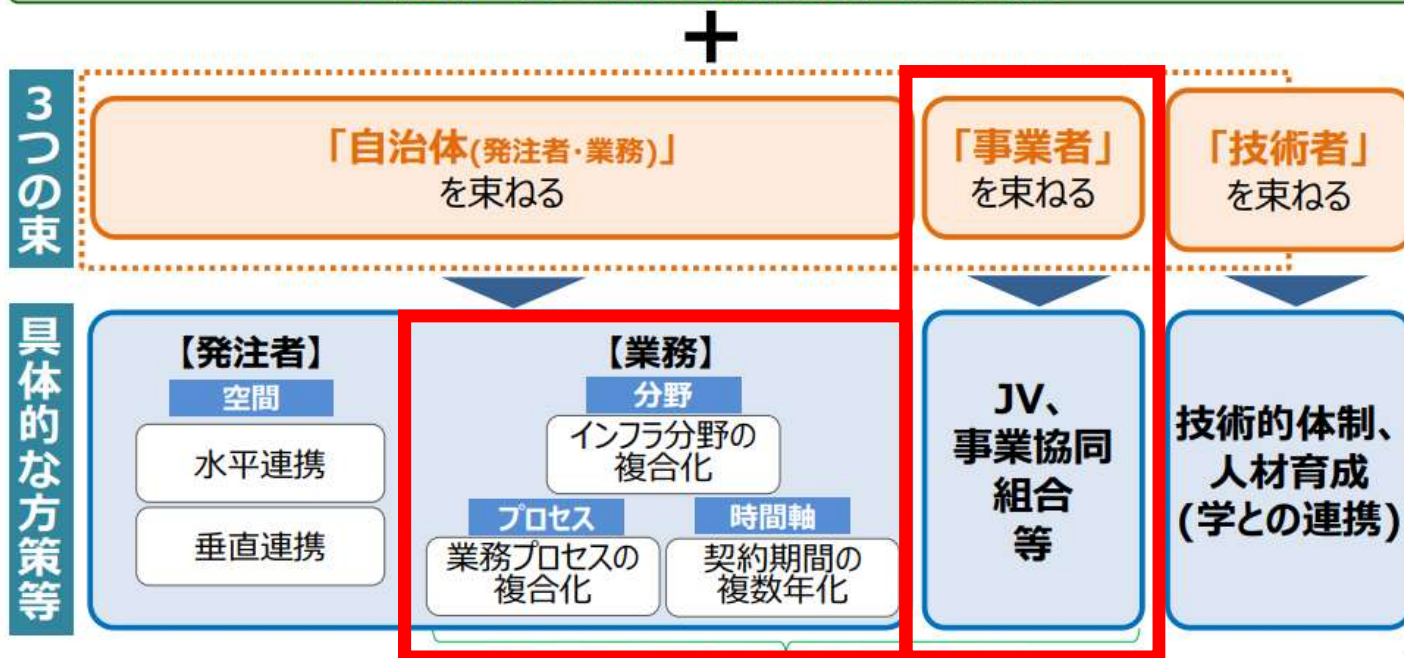 +
3つの束
「自治体(発注者・業務)」
を束ねる
「事業者」
を束ねる
「技術者」
を束ねる
具体的な方策等
【発注者】
空間
水平連携
垂直連携
【業務】
分野
インフラ分野の
複合化
プロセス
業務プロセスの
複合化
時間軸
契約期間の
複数年化
JV、
事業協同
組合
等
技術的体制、
人材育成
(学との連携)